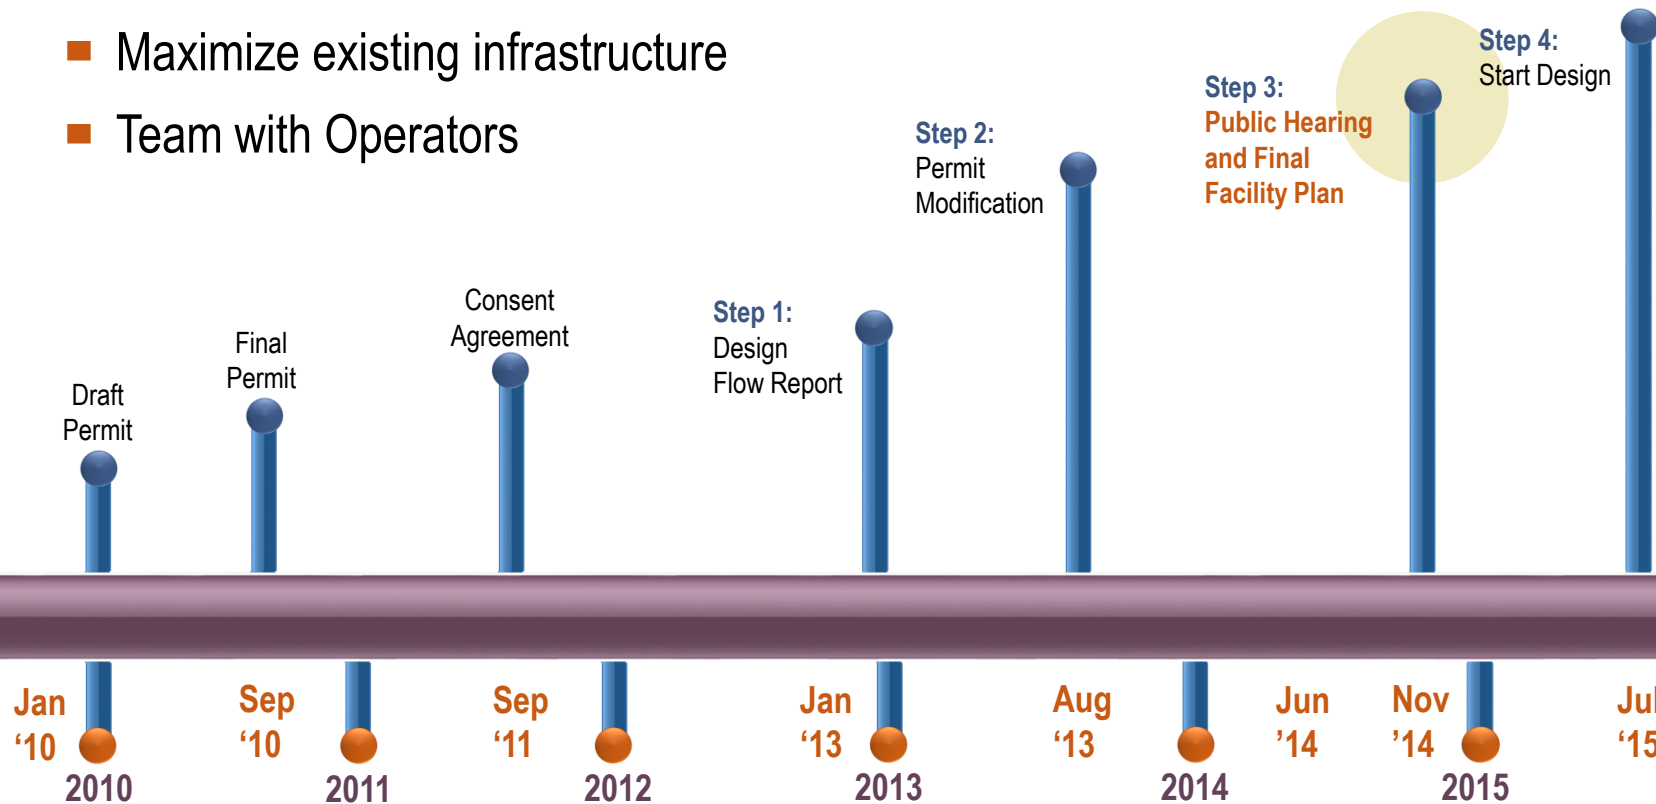 Maximize existing infrastructure
Team with Operators
Draft
Permit
Final
Permit
Consent
Agreement
Step 1:
Design
Flow Report
Step 2:
Permit
Modification
Step 3:
Public Hearing
and Final
Facility Plan
Step 4:
Start Design
Jan
‘10
Sep
‘10
Sep
‘11
Jan
‘13
Aug
‘13
Jun
’14
Nov
’14
Jul
‘15
2010
2011
2012
2013
2014
2015